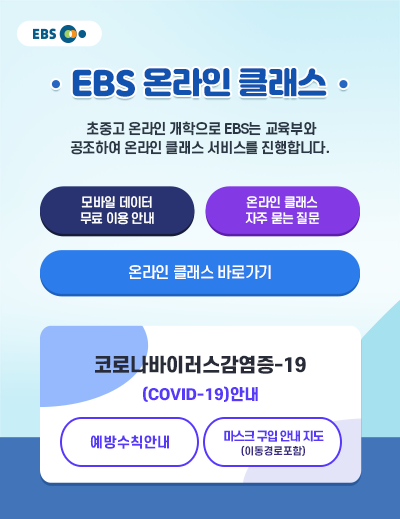 EBS
EBS 온라인 클래스
초중고 온라인 개학으로 EBS는 교육부와
공조하여 온라인 클래스 서비스를 진행합니다.
모바일 데이터
무료 이용 안내
온라인 클래스
자주 묻는 질문
온라인 클래스 바로가기
코로나바이러스감염증-19
(COVID-19)안내
예방수칙안내
마스크 구입 안내 지도
(이동경로포함)